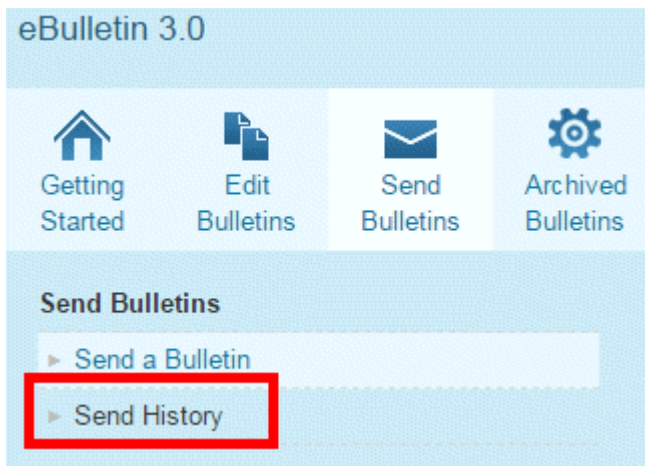 eBulletin 3.0
Getting Started
Edit Bulletins
Send Bulletins
Archived Bulletins
Send Bulletins
Send a Bulletin
Send History